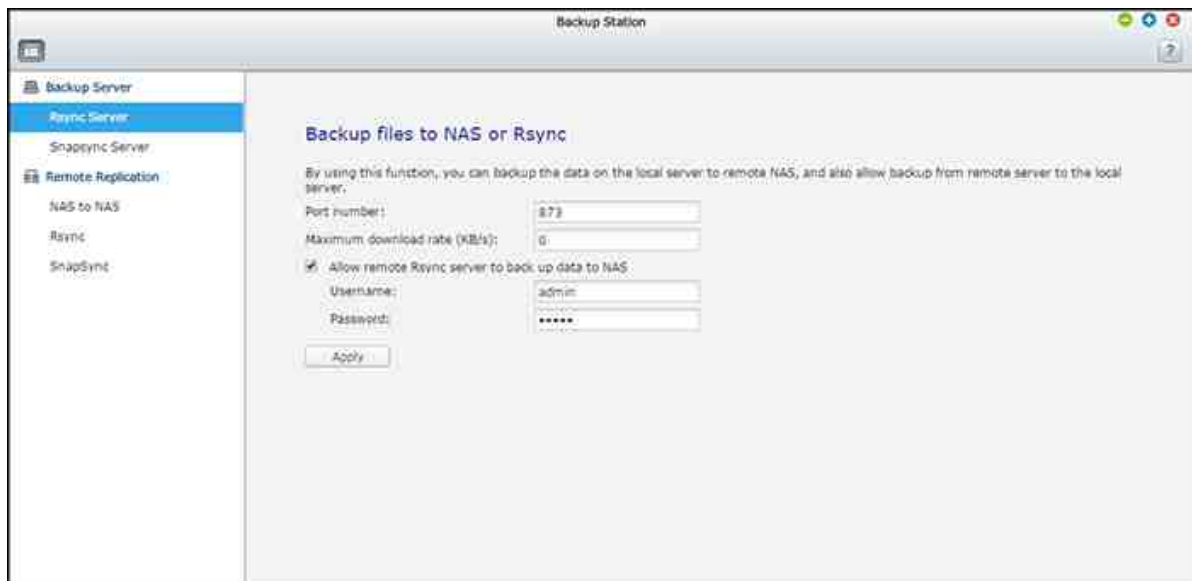 Backup Station
?
Backup Server
Rsync Server
Snapsync Server
Remote Replication
NAS to NAS
Rsync
SnapSync
Backup files to NAS or Rsync
By using this function, you can backup the data on the local server to remote NAS, and also allow backup from remote server to the local
server.
Port number: 873
Maximum download rate (KB/s): 0
Allow remote Rsync server to back up data to NAS
Username: admin
Password: •••••
Apply